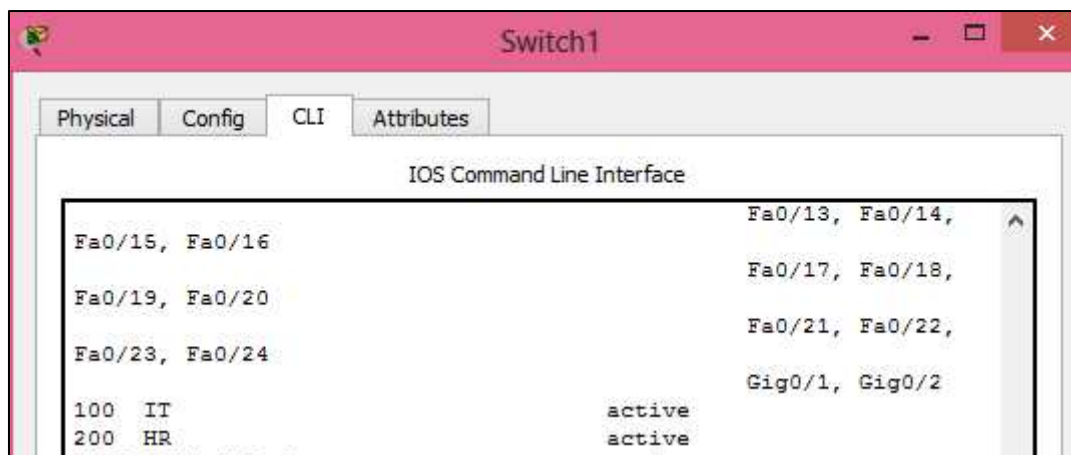 Switch1
Physical Config CLI Attributes
IOS Command Line Interface
Fa0/13, Fa0/14,
Fa0/15, Fa0/16
Fa0/17, Fa0/18,
Fa0/19, Fa0/20
Fa0/21, Fa0/22,
Fa0/23, Fa0/24
Gig0/1, Gig0/2
100 IT active
200 HR active